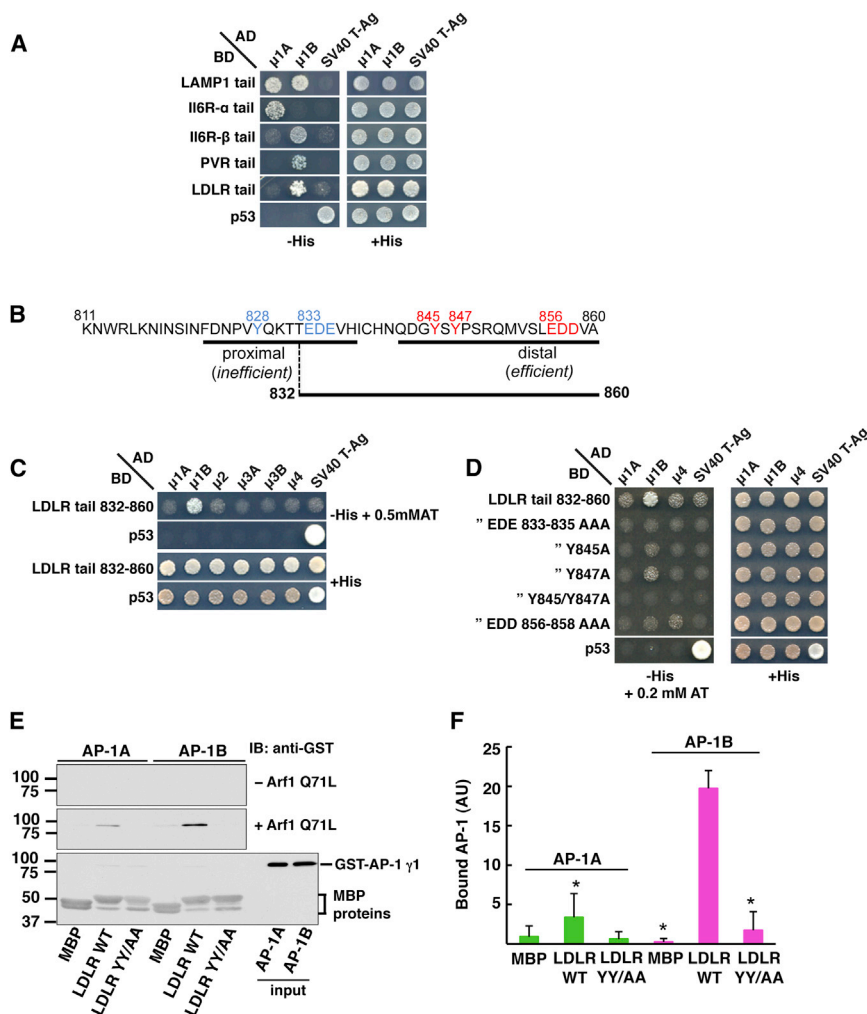 A
AD
BD
μ1A μ1B SV40 T-Ag μ1A μ1B SV40 T-Ag
LAMP1 tail
Il6R-α tail
Il6R-β tail
PVR tail
LDLR tail
p53
-His +His
B
811 828 833 845 847 856 860
KNWRLKNINSINFDNPVYQKTTEDEVHICHNQDGYSYPSRQMVSLEDDVA
proximal distal
(inefficient) (efficient)
832 860
C
AD
BD
μ1A μ1B μ2 μ3A μ3B μ4 SV40 T-Ag
LDLR tail 832-860
-His + 0.5mMAT
p53
LDLR tail 832-860
+His
p53
D
AD
BD
μ1A μ1B μ4 SV40 T-Ag μ1A μ1B μ4 SV40 T-Ag
LDLR tail 832-860
” EDE 833-835 AAA
” Y845A
” Y847A
” Y845/Y847A
” EDD 856-858 AAA
p53
-His +His
+ 0.2 mM AT
E
AP-1A AP-1B IB: anti-GST
100
75
– Arf1 Q71L
100
75
+ Arf1 Q71L
100
75
GST-AP-1 γ1
50
37
MBP
proteins
MBP LDLR WT LDLR YY/AA MBP LDLR WT LDLR YY/AA AP-1A AP-1B
input
F
Bound AP-1 (AU)
25
20
15
10
5
AP-1B
AP-1A
* * *
MBP LDLR LDLR MBP LDLR LDLR
WT YY/AA WT YY/AA